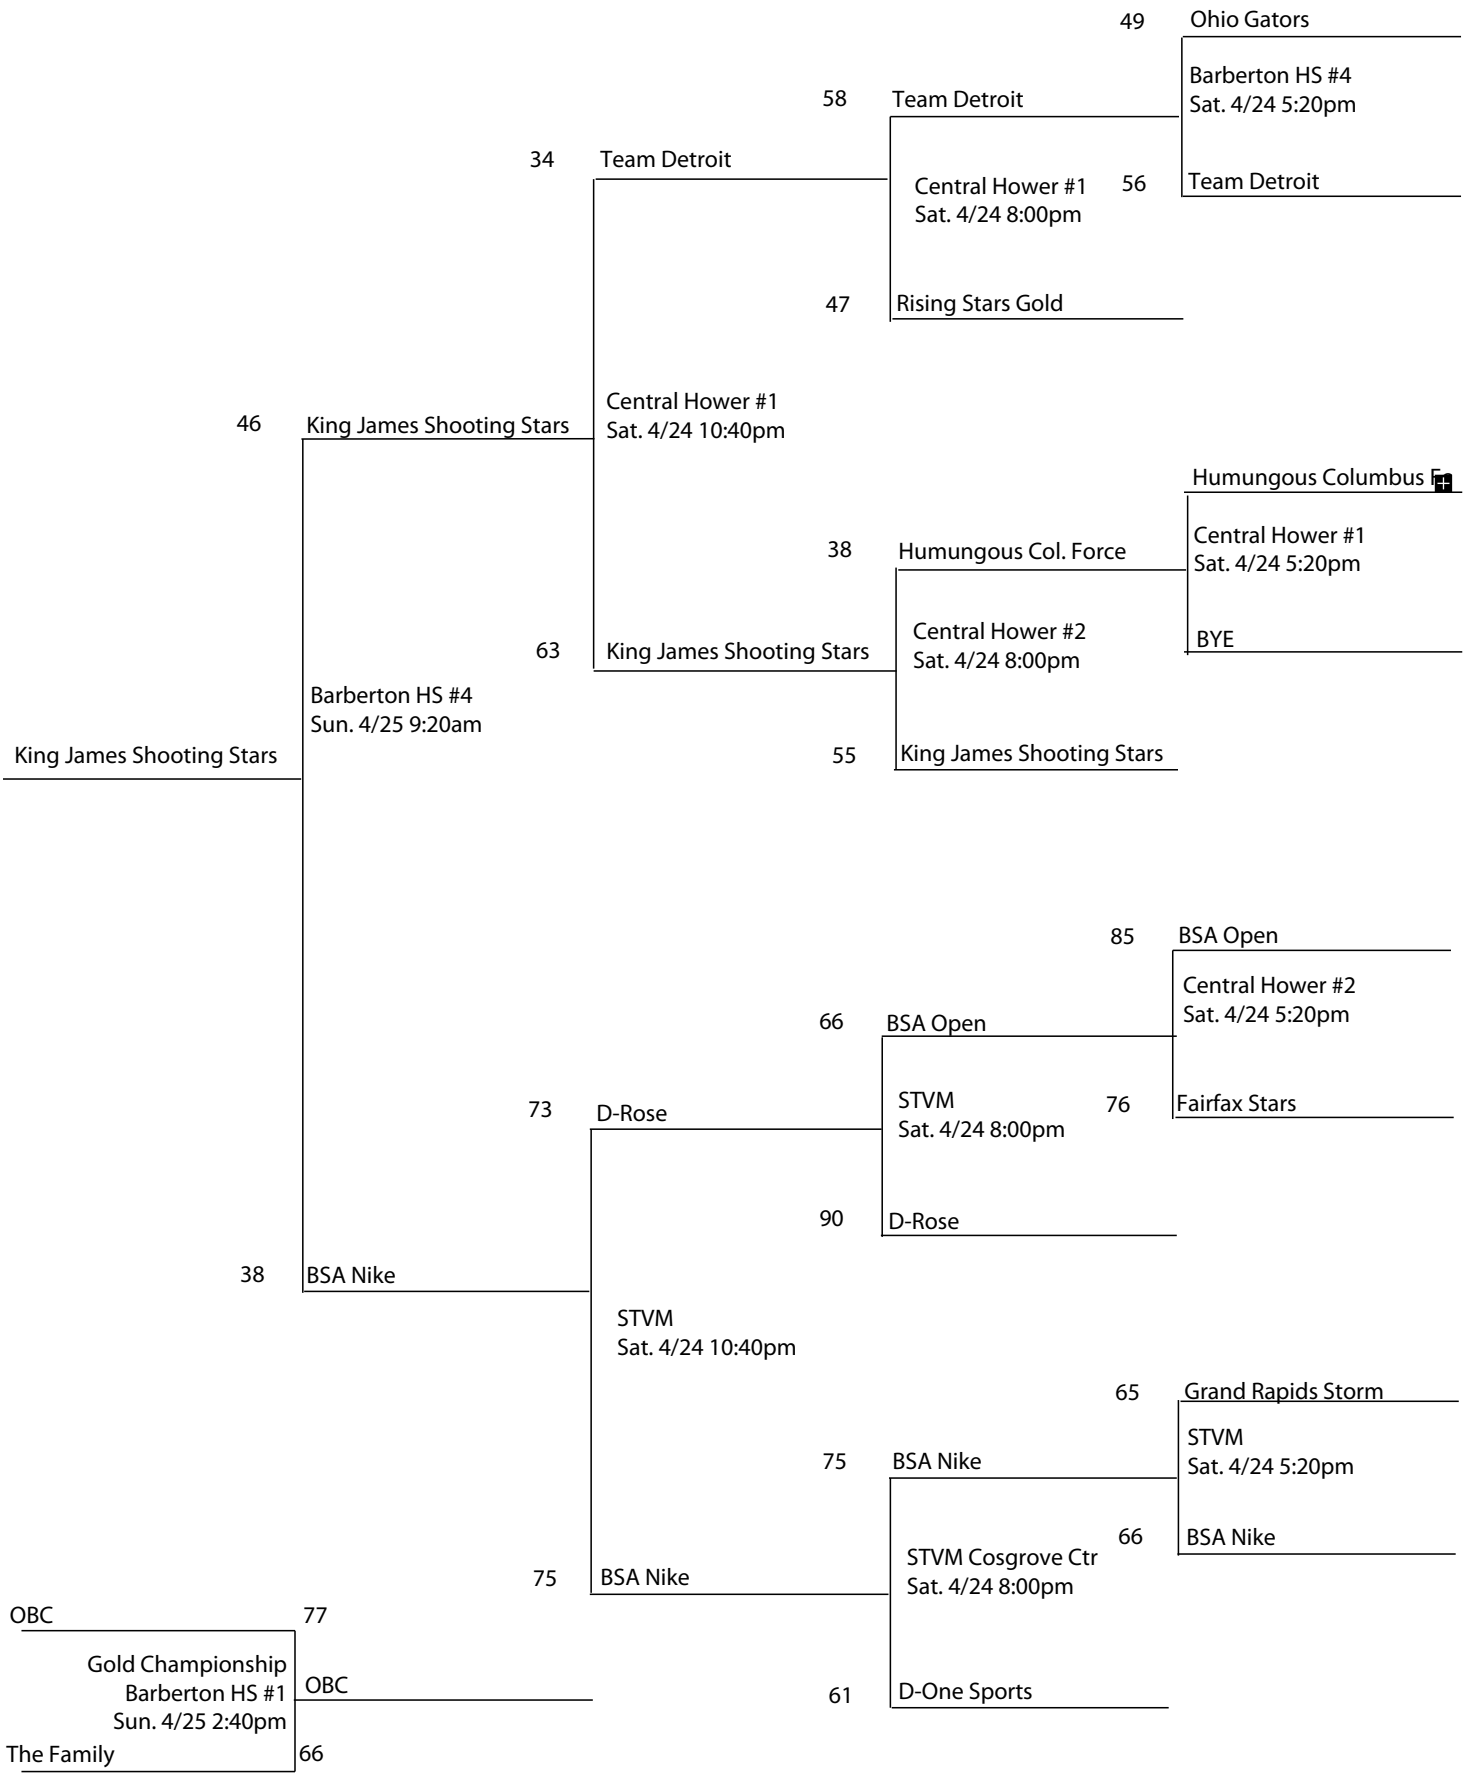 49 Ohio Gators
Barberton HS #4
Sat. 4/24 5:20pm
58 Team Detroit
34 Team Detroit
Central Hower #1
Sat. 4/24 8:00pm
56 Team Detroit
47 Rising Stars Gold
46 King James Shooting Stars
Central Hower #1
Sat. 4/24 10:40pm
Humungous Columbus
Central Hower #1
Sat. 4/24 5:20pm
38 Humungous Col. Force
BYE
Central Hower #2
Sat. 4/24 8:00pm
63 King James Shooting Stars
Barberton HS #4
Sun. 4/25 9:20am
King James Shooting Stars
55 King James Shooting Stars
85 BSA Open
Central Hower #2
Sat. 4/24 5:20pm
66 BSA Open
73 D-Rose
STVM
Sat. 4/24 8:00pm
76 Fairfax Stars
90 D-Rose
38 BSA Nike
STVM
Sat. 4/24 10:40pm
65 Grand Rapids Storm
STVM
Sat. 4/24 5:20pm
75 BSA Nike
66 BSA Nike
STVM Cosgrove Ctr
Sat. 4/24 8:00pm
75 BSA Nike
61 D-One Sports
OBC 77
Gold Championship
Barberton HS #1
Sun. 4/25 2:40pm
OBC
The Family 66